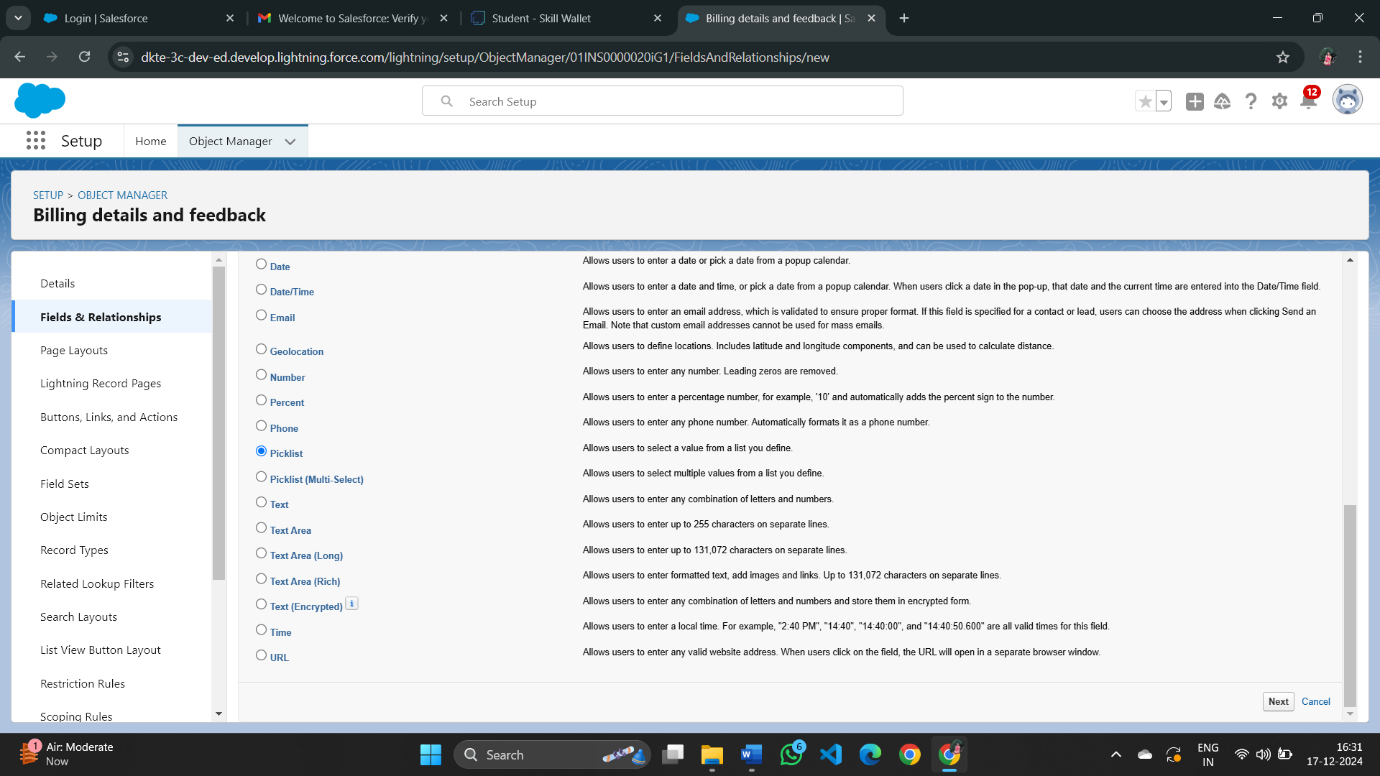 Login | Salesforce
Welcome to Salesforce: Verify y
Student - Skill Wallet
Billing details and feedback | Sa
dkte-3c-dev-ed.develop.lightning.force.com/lightning/setup/ObjectManager/01INS0000020iG1/FieldsAndRelationships/new
Search Setup
12
Setup
Home
Object Manager
SETUP > OBJECT MANAGER
Billing details and feedback
Details
Fields & Relationships
Page Layouts
Lightning Record Pages
Buttons, Links, and Actions
Compact Layouts
Field Sets
Object Limits
Record Types
Related Lookup Filters
Search Layouts
List View Button Layout
Restriction Rules
Scoping Rules
Date
Allows users to enter a date or pick a date from a popup calendar.
Date/Time
Allows users to enter a date and time, or pick a date from a popup calendar. When users click a date in the pop-up, that date and the current time are entered into the Date/Time field.
Email
Allows users to enter an email address, which is validated to ensure proper format. If this field is specified for a contact or lead, users can choose the address when clicking Send an
Email. Note that custom email addresses cannot be used for mass emails.
Geolocation
Allows users to define locations. Includes latitude and longitude components, and can be used to calculate distance.
Number
Allows users to enter any number. Leading zeros are removed.
Percent
Allows users to enter a percentage number, for example, '10' and automatically adds the percent sign to the number.
Phone
Allows users to enter any phone number. Automatically formats it as a phone number.
Picklist
Allows users to select a value from a list you define.
Picklist (Multi-Select)
Allows users to select multiple values from a list you define.
Text
Allows users to enter any combination of letters and numbers.
Text Area
Allows users to enter up to 255 characters on separate lines.
Text Area (Long)
Allows users to enter up to 131,072 characters on separate lines.
Text Area (Rich)
Allows users to enter formatted text, add images and links. Up to 131,072 characters on separate lines.
Text (Encrypted) i
Allows users to enter any combination of letters and numbers and store them in encrypted form.
Time
Allows users to enter a local time. For example, "2:40 PM", "14:40", "14:40:00", and "14:40:50.600" are all valid times for this field.
URL
Allows users to enter any valid website address. When users click on the field, the URL will open in a separate browser window.
Next Cancel
1
Air: Moderate
Now
Search
6
ENG
IN
16:31
17-12-2024